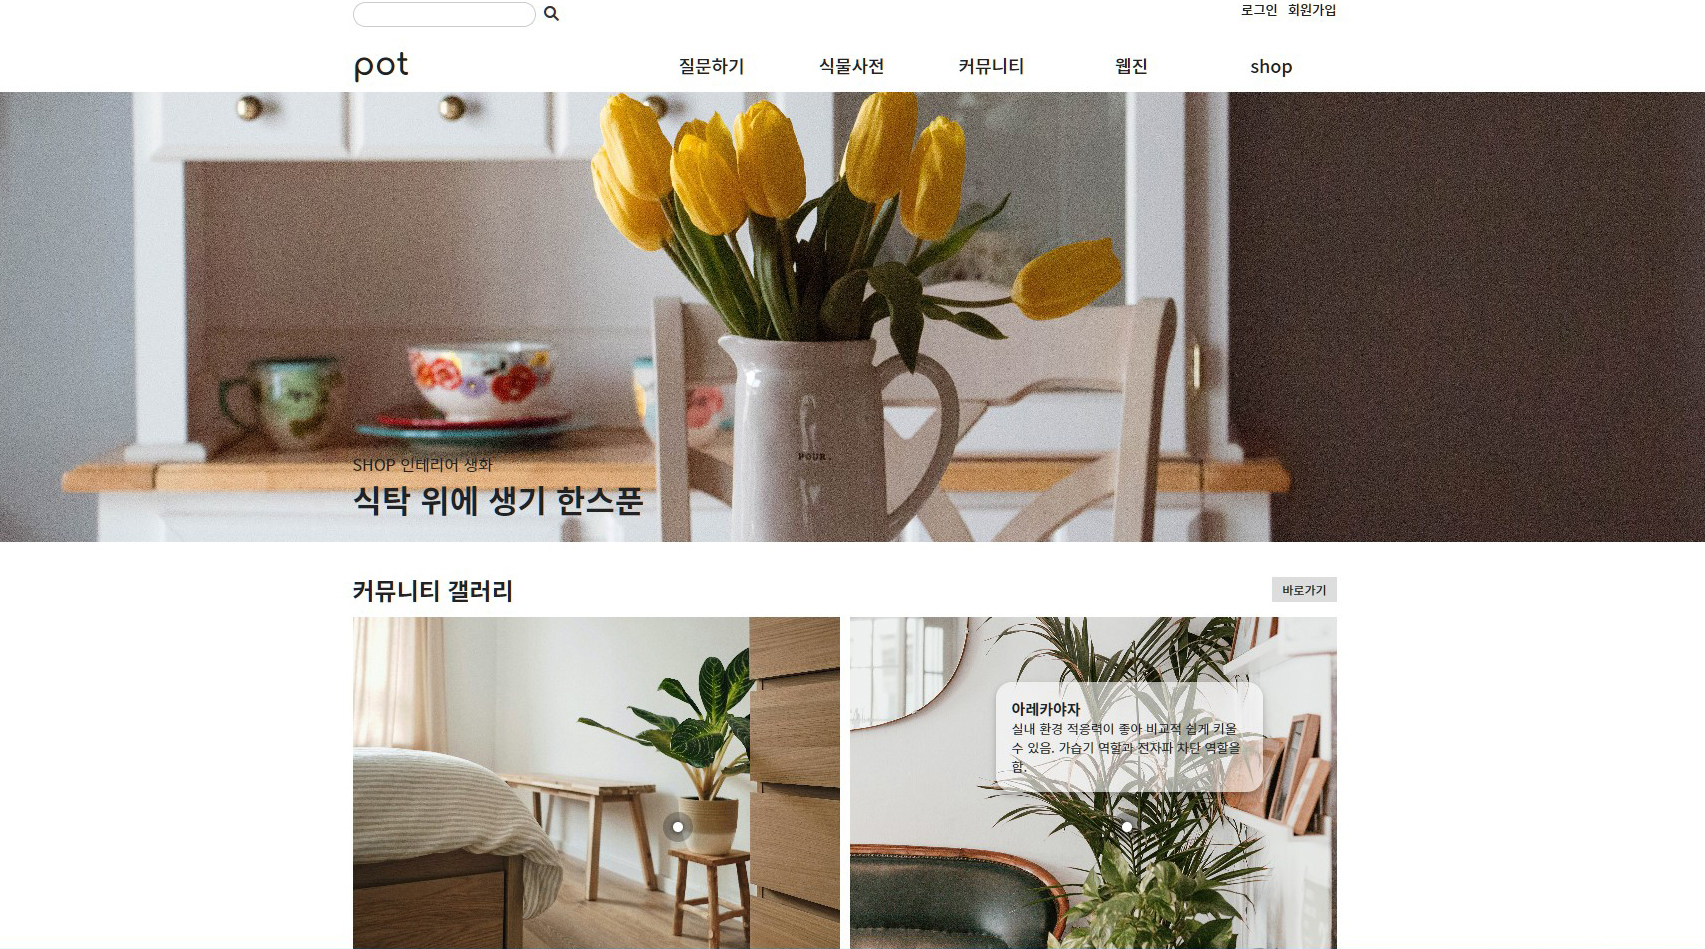 로그인 회원가입
pot
질문하기 식물사전 커뮤니티 웹진 shop
POUR.
SHOP 인테리어 생화
식탁 위에 생기 한스푼
커뮤니티 갤러리
바로가기
아레카야자
실내 환경 적응력이 좋아 비교적 쉽게 키울
수 있음. 가습기 역할과 전자파 차단 역할을
함.